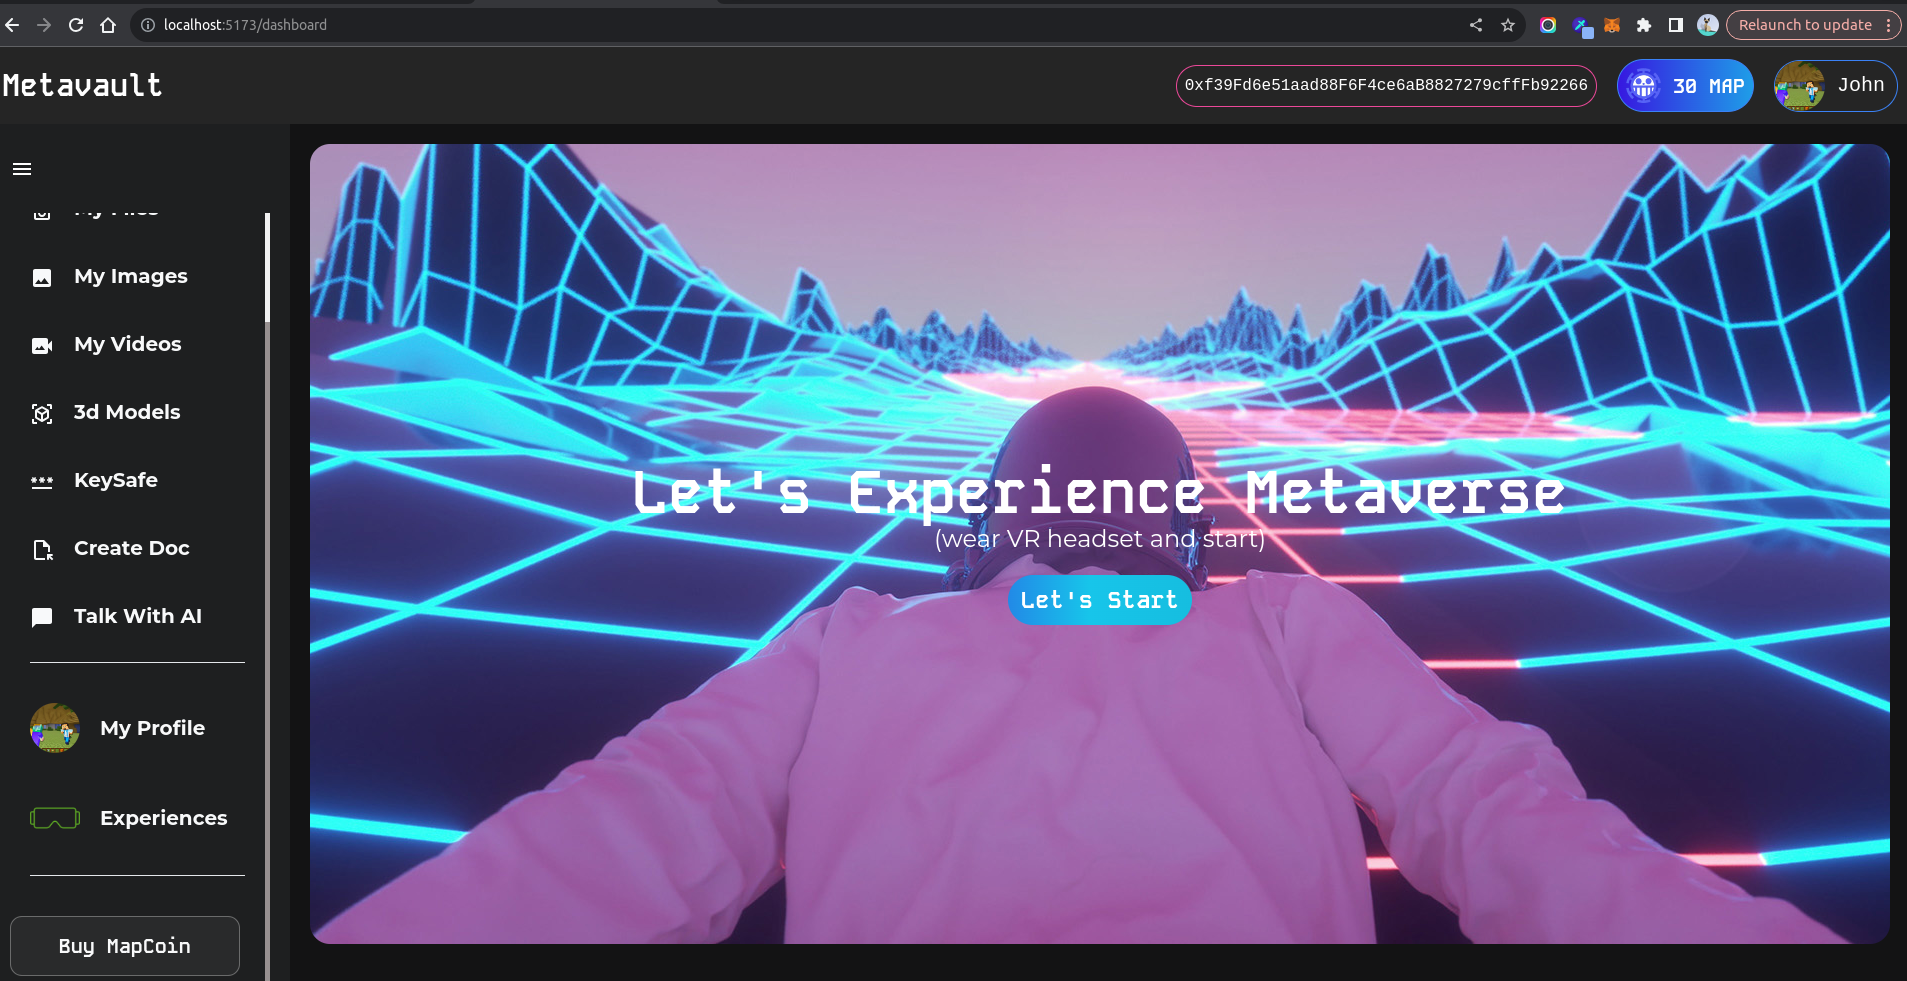 localhost:5173/dashboard
Relaunch to update
Metavault
0xf39Fd6e51aad88F6F4ce6aB8827279cffFb92266
30 MAP
John
My Files
My Images
My Videos
3d Models
KeySafe
Create Doc
Talk With AI
My Profile
Experiences
Buy MapCoin
Let's Experience Metaverse
(wear VR headset and start)
Let's Start